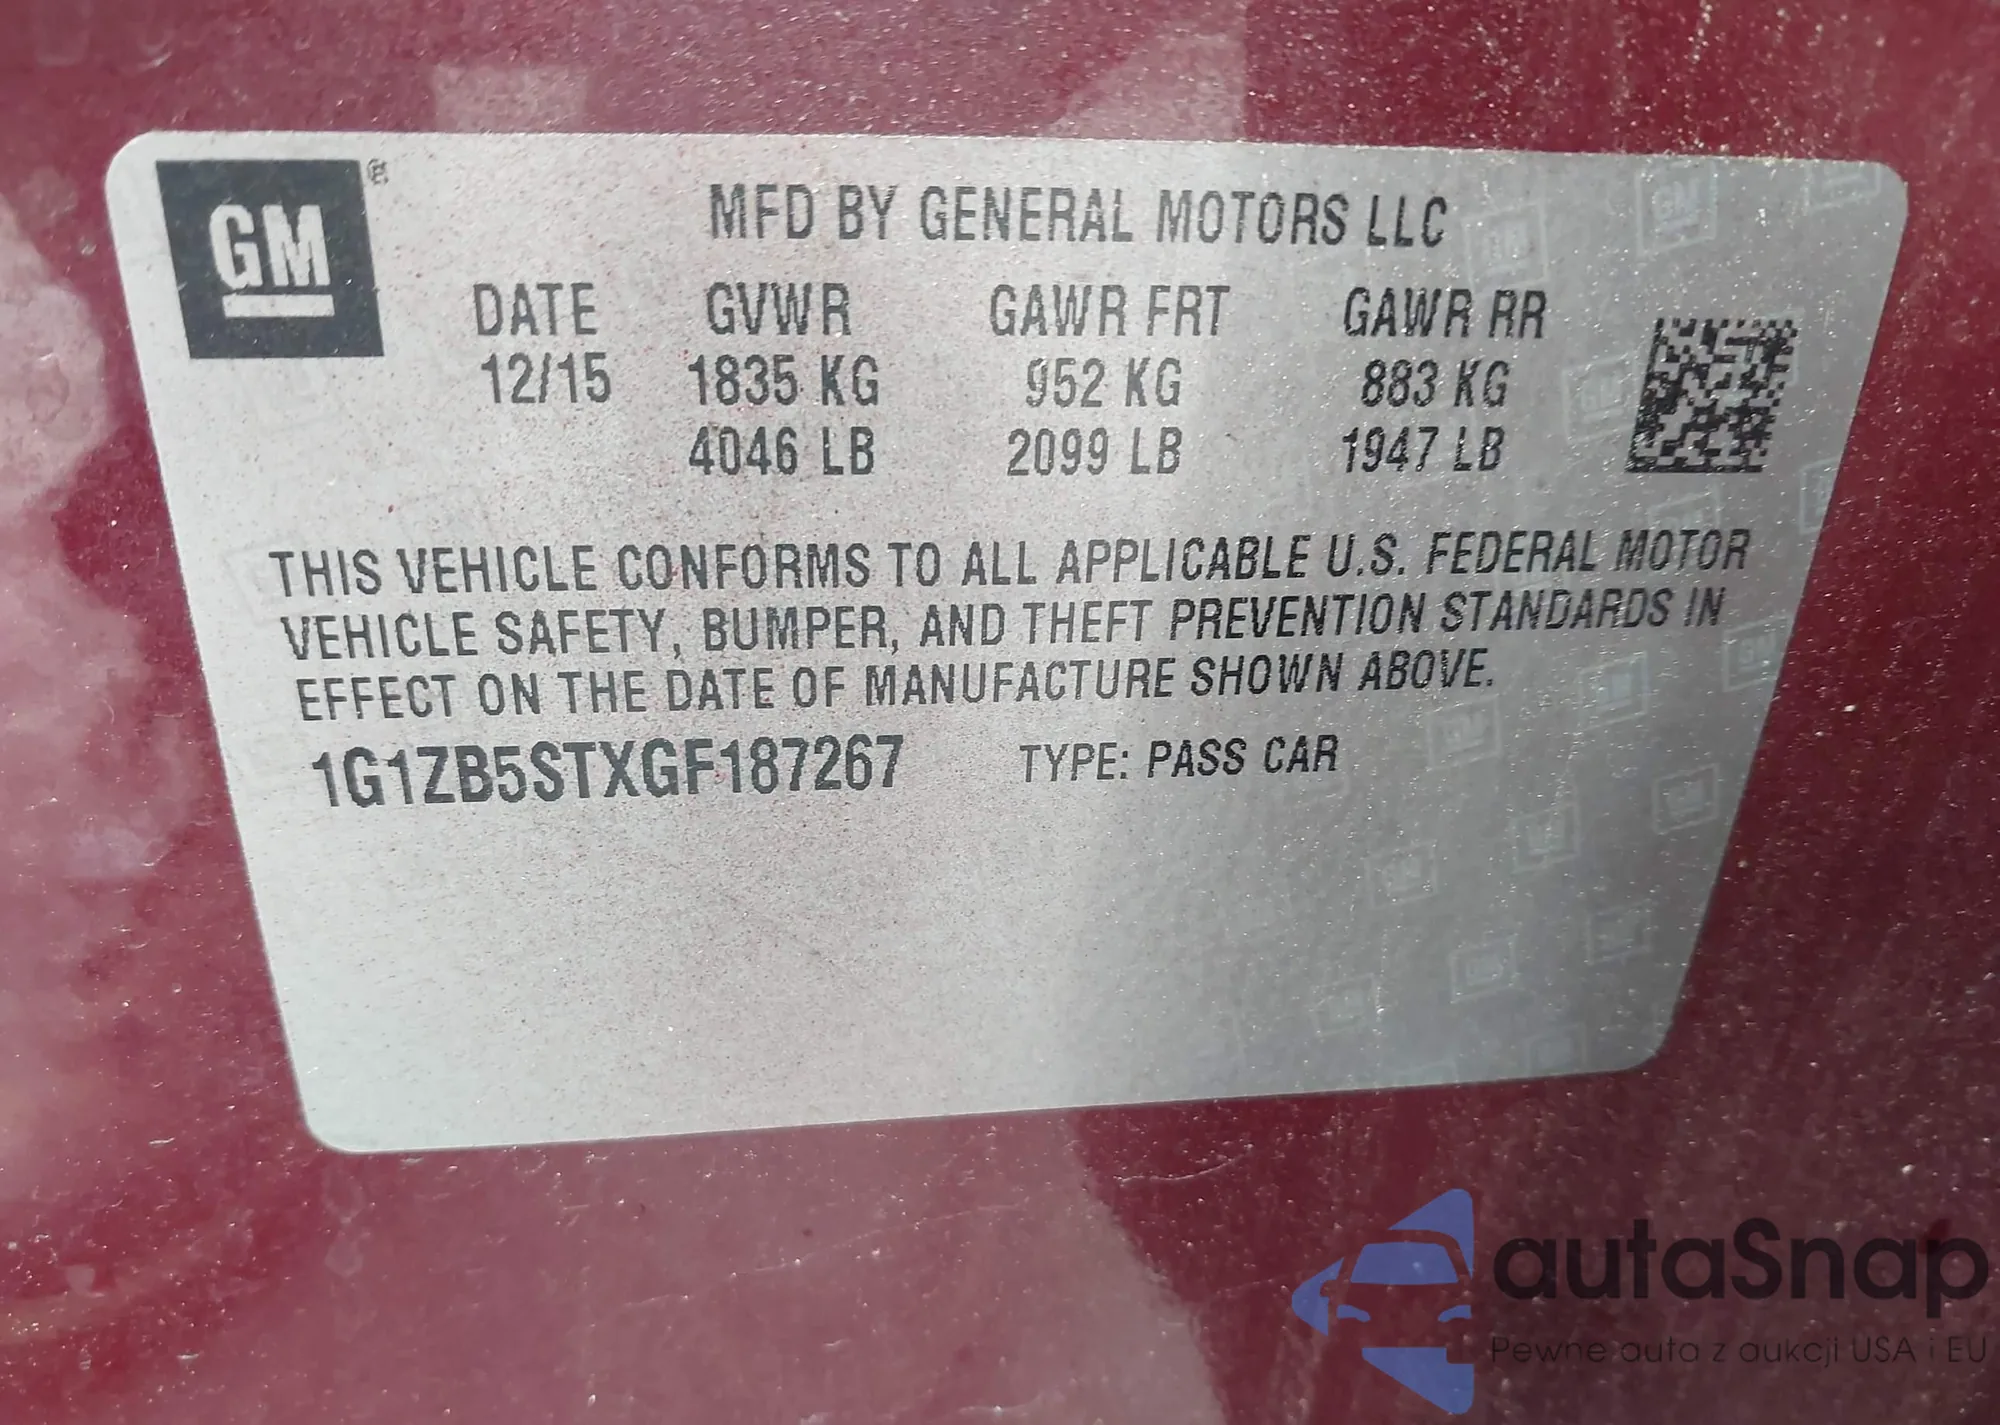 GM®
MFD BY GENERAL MOTORS LLC
DATE GVWR GAWR FRT GAWR RR
12/15 1835 KG 952 KG 883 KG
4046 LB 2099 LB 1947 LB
THIS VEHICLE CONFORMS TO ALL APPLICABLE U.S. FEDERAL MOTOR
VEHICLE SAFETY, BUMPER, AND THEFT PREVENTION STANDARDS IN
EFFECT ON THE DATE OF MANUFACTURE SHOWN ABOVE.
1G1ZB5STXGF187267 TYPE: PASS CAR
autaSnap
Pewne auta z aukcji USA i EU